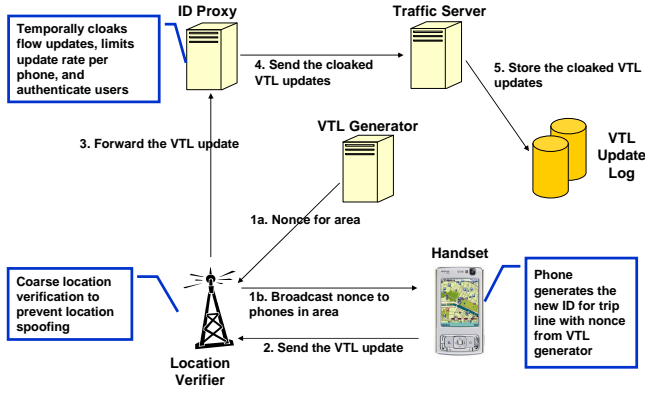 ID Proxy
Traffic Server
Temporally cloaks
flow updates, limits
update rate per
phone, and
authenticate users
4. Send the cloaked
VTL updates
5. Store the cloaked VTL
updates
3. Forward the VTL update
VTL Generator
VTL
Update
Log
1a. Nonce for area
Handset
Coarse location
verification to
prevent location
spoofing
1b. Broadcast nonce to
phones in area
Phone
generates the
new ID for trip
line with nonce
from VTL
generator
2. Send the VTL update
Location
Verifier